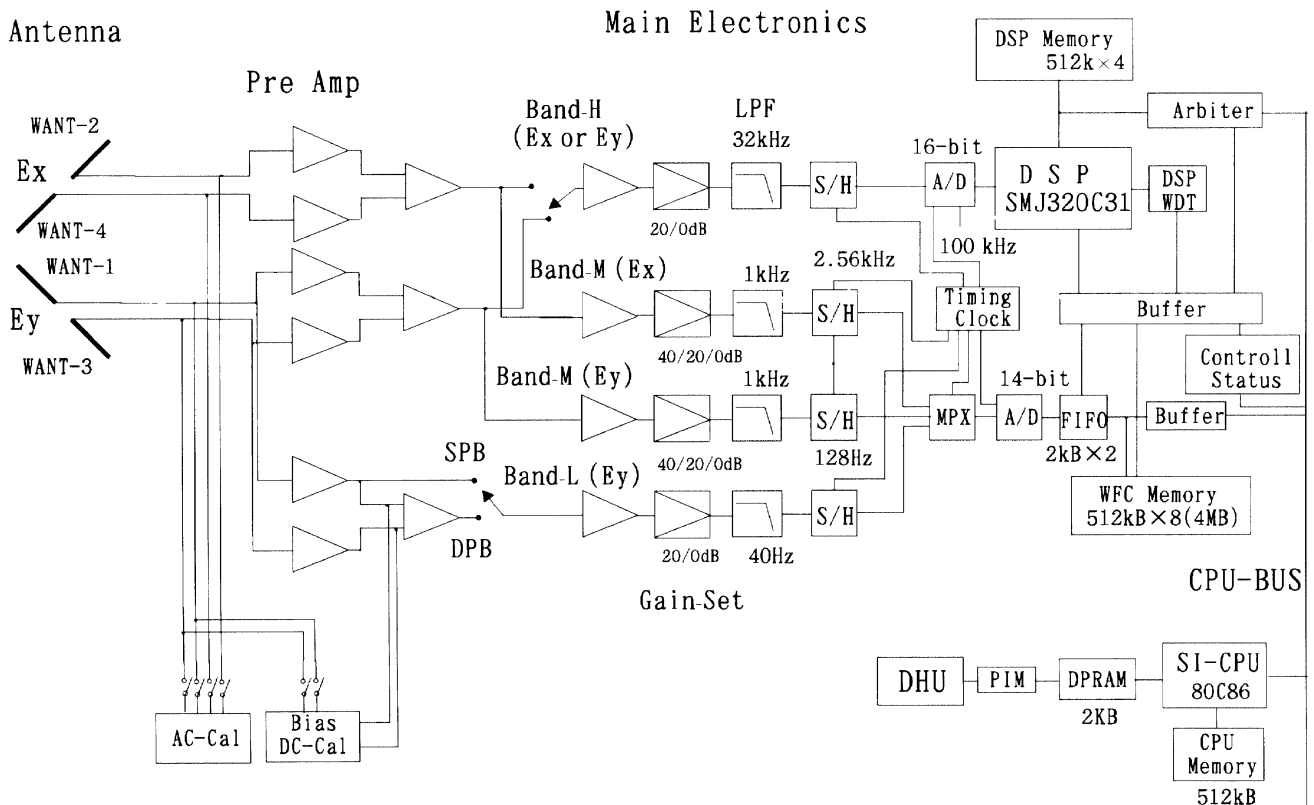 Antenna
Main Electronics
Pre Amp
DSP Memory
512k×4
Band-H
(Ex or Ey)
LPF
32kHz
Arbiter
WANT-2
Ex
WANT-4
16-bit
S/H
A/D
D S P
SMJ320C31
DSP
WDT
20/0dB
100 kHz
WANT-1
Ey
WANT-3
Band-M (Ex)
1kHz
2.56kHz
S/H
Timing
Clock
Buffer
40/20/0dB
Controll
Status
Band-M (Ey)
1kHz
14-bit
S/H
MPX
A/D
FIFO
Buffer
40/20/0dB
128Hz
2kB×2
SPB
DPB
Band-L (Ey)
S/H
WFC Memory
512kB×8(4MB)
20/0dB
40Hz
Gain-Set
CPU-BUS
DHU
PIM
DPRAM
2KB
SI-CPU
80C86
AC-Cal
Bias
DC-Cal
CPU
Memory
512kB